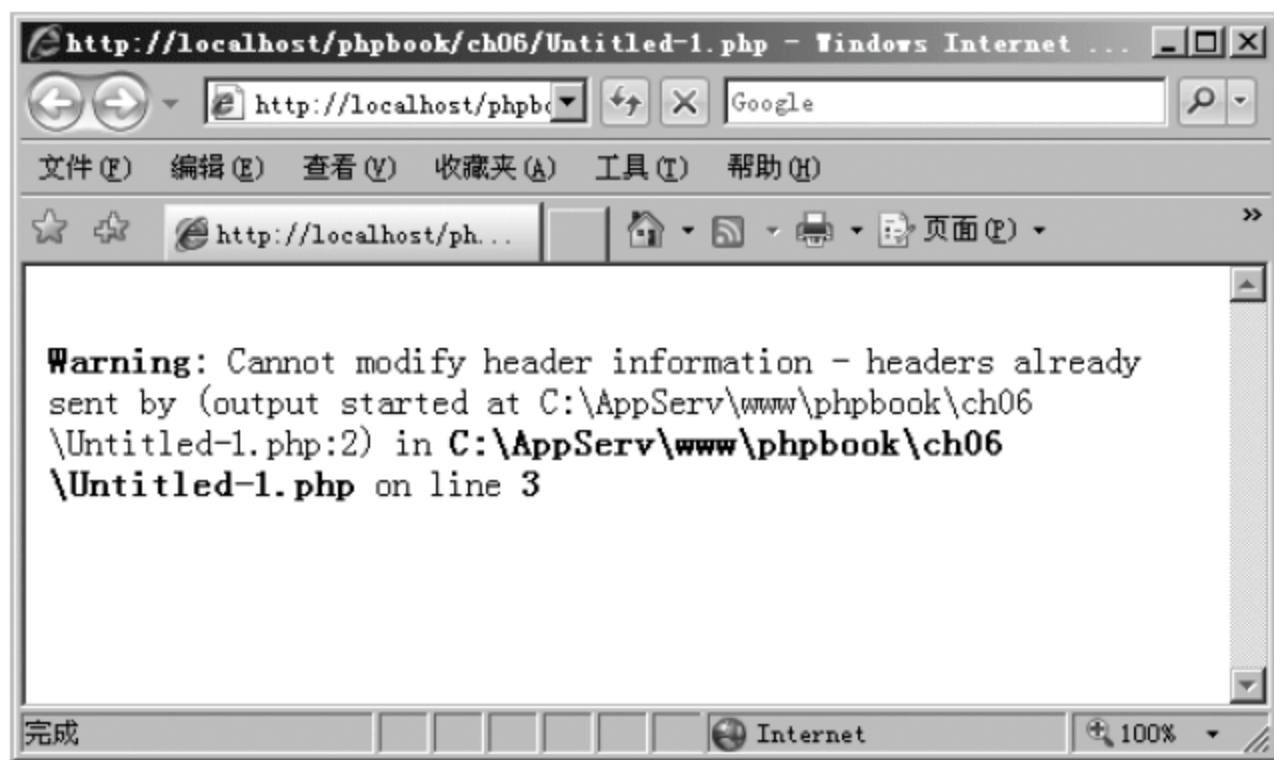 http://localhost/phpbook/ch06/Untitled-1.php - Windows Internet ...
http://localhost/phpb
Google
文件(F) 编辑(E) 查看(V) 收藏夹(A) 工具(T) 帮助(H)
http://localhost/ph... 页面(P) »
Warning: Cannot modify header information - headers already
sent by (output started at C:\AppServ\www\phpbook\ch06
\Untitled-1.php:2) in C:\AppServ\www\phpbook\ch06
\Untitled-1.php on line 3
完成 Internet 100%